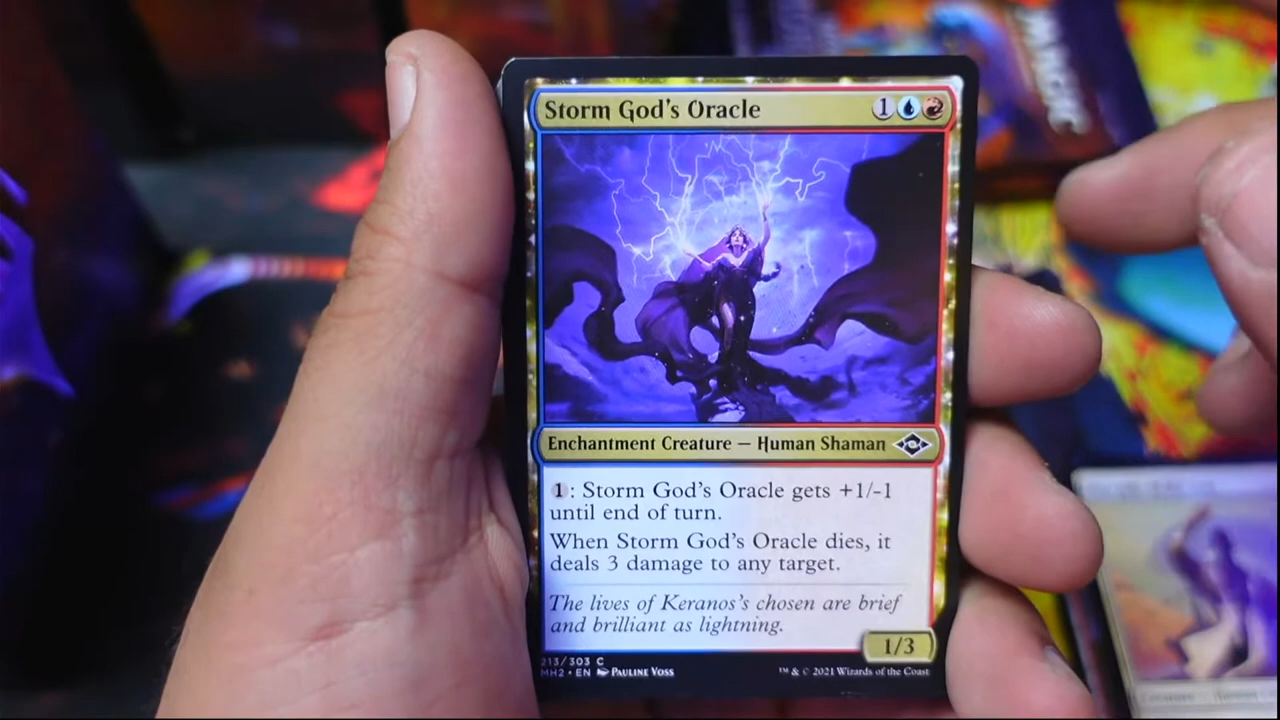 MAGIC
Storm God's Oracle 1
Enchantment Creature — Human Shaman
1: Storm God's Oracle gets +1/-1
until end of turn.
When Storm God's Oracle dies, it
deals 3 damage to any target.
The lives of Keranos's chosen are brief
and brilliant as lightning.
1/3
213/303 C
MH2 • EN Pauline Voss
™ & © 2021 Wizards of the Coast